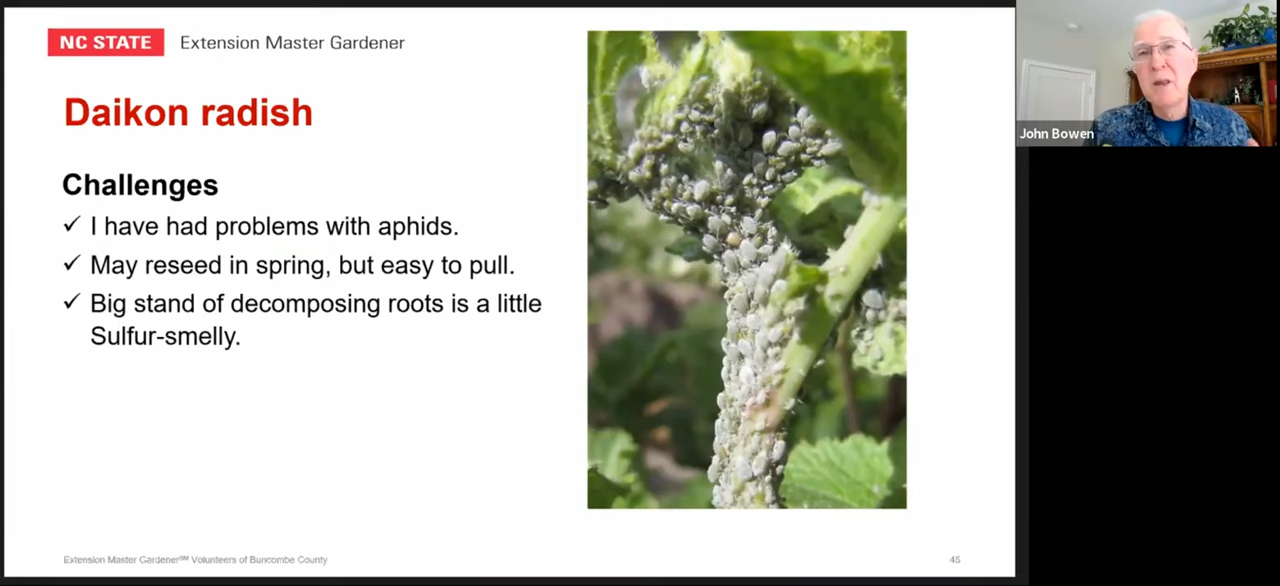 NC STATE Extension Master Gardener
Daikon radish
Challenges
✓ I have had problems with aphids.
✓ May reseed in spring, but easy to pull.
✓ Big stand of decomposing roots is a little
Sulfur-smelly.
Extension Master Gardener℠ Volunteers of Buncombe County
45
John Bowen